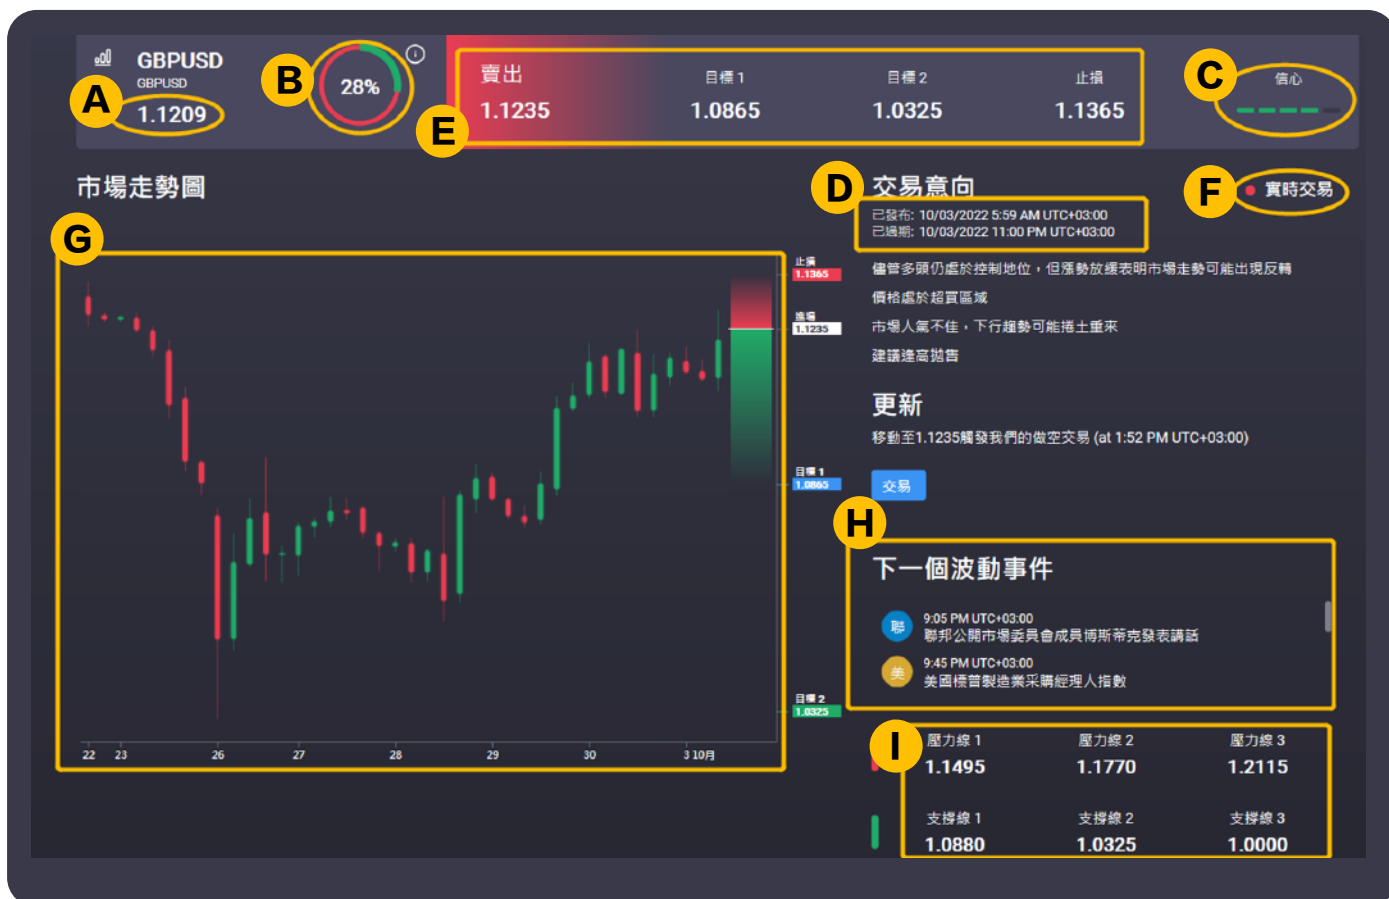 GBPUSD
GBPUSD
A
1.1209
B
28%
E
賣出
1.1235
目標 1
1.0865
目標 2
1.0325
止損
1.1365
C
信心
市場走勢圖
G
止損
1.1365
進場
1.1235
目標 1
1.0865
目標 2
1.0325
22 23 26 27 28 29 30 3 10月
D
交易意向
F
實時交易
已發布: 10/03/2022 5:59 AM UTC+03:00
已過期: 10/03/2022 11:00 PM UTC+03:00
儘管多頭仍處於控制地位，但漲勢放緩表明市場走勢可能出現反轉
價格處於超買區域
市場人氣不佳，下行趨勢可能捲土重來
建議逢高拋售
更新
移動至1.1235觸發我們的做空交易 (at 1:52 PM UTC+03:00)
交易
H
下一個波動事件
聯
9:05 PM UTC+03:00
聯邦公開市場委員會成員博斯蒂克發表講話
美
9:45 PM UTC+03:00
美國標普製造業采購經理人指數
I
壓力線 1
1.1495
壓力線 2
1.1770
壓力線 3
1.2115
支撐線 1
1.0880
支撐線 2
1.0325
支撐線 3
1.0000